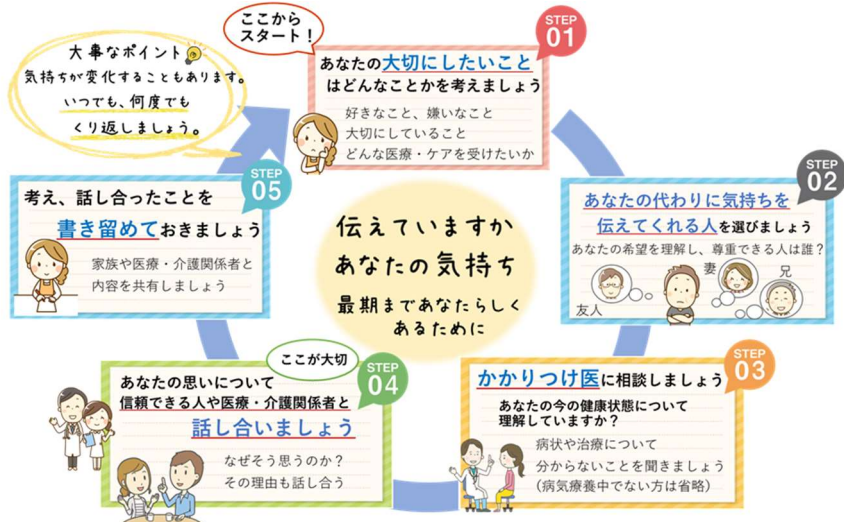 ここから
スタート！
STEP
01
あなたの大切にしたいこと
はどんなことかを考えましょう
好きなこと、嫌いなこと
大切にしていること
どんな医療・ケアを受けたいか
STEP
02
あなたの代わりに気持ちを
伝えてくれる人を選びましょう
あなたの希望を理解し、尊重できる人は誰？
友人
妻
兄
STEP
03
かかりつけ医に相談しましょう
あなたの今の健康状態について
理解していますか？
病状や治療について
分からないことを聞きましょう
(病気療養中でない方は省略)
ここが大切
STEP
04
あなたの思いについて
信頼できる人や医療・介護関係者と
話し合いましょう
なぜそう思うのか？
その理由も話し合う
STEP
05
考え、話し合ったことを
書き留めておきましょう
家族や医療・介護関係者と
内容を共有しましょう
大事なポイント
気持ちが変化することもあります。
いつでも、何度でも
くり返しましょう。
伝えていますか
あなたの気持ち
最期まであなたらしく
あるために